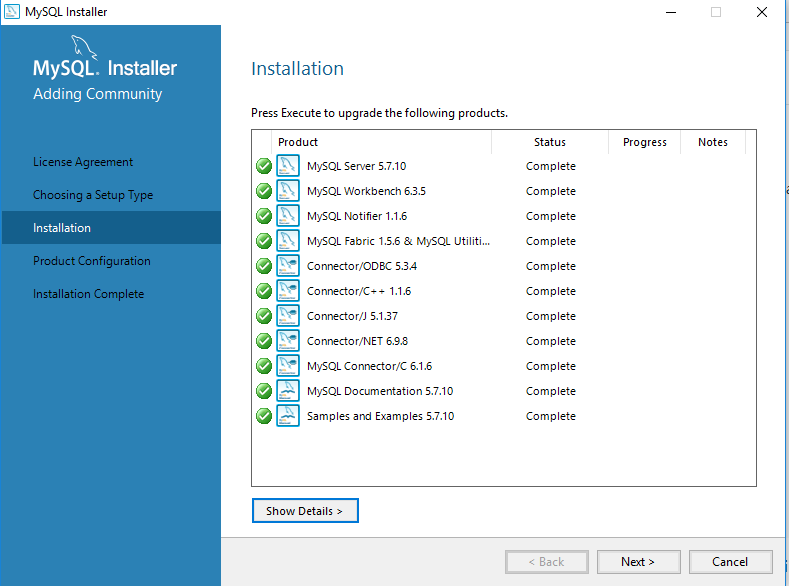 MySQL Installer
MySQL. Installer
Adding Community
License Agreement
Choosing a Setup Type
Installation
Product Configuration
Installation Complete
Installation
Press Execute to upgrade the following products.
Product Status Progress Notes
MySQL Server 5.7.10 Complete
MySQL Workbench 6.3.5 Complete
MySQL Notifier 1.1.6 Complete
MySQL Fabric 1.5.6 & MySQL Utiliti... Complete
Connector/ODBC 5.3.4 Complete
Connector/C++ 1.1.6 Complete
Connector/J 5.1.37 Complete
Connector/NET 6.9.8 Complete
MySQL Connector/C 6.1.6 Complete
MySQL Documentation 5.7.10 Complete
Samples and Examples 5.7.10 Complete
Show Details >
< Back Next > Cancel